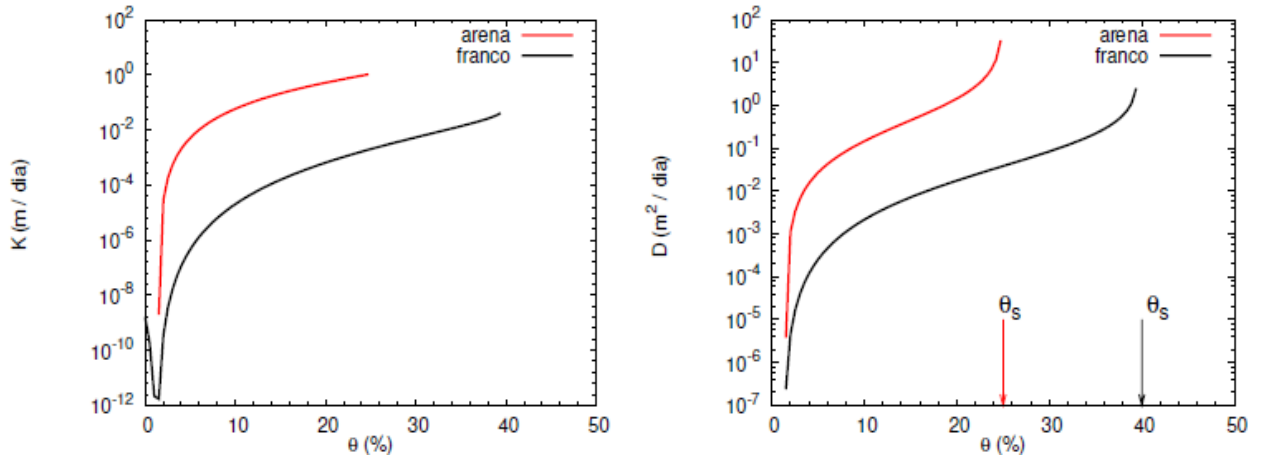 10^2
10^0
10^-2
10^-4
10^-6
10^-8
10^-10
10^-12
K (m / dia)
arena
franco
0 10 20 30 40 50
θ (%)
10^2
10^1
10^0
10^-1
10^-2
10^-3
10^-4
10^-5
10^-6
10^-7
D (m^2 / dia)
arena
franco
θ_s θ_s
0 10 20 30 40 50
θ (%)